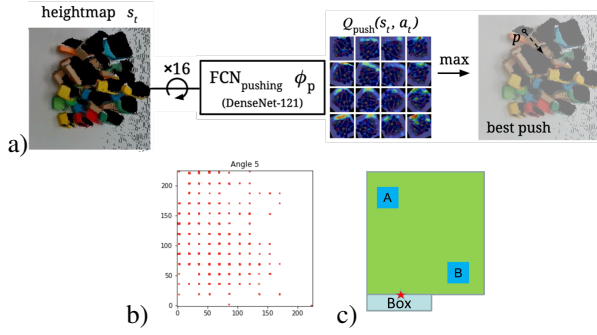 heightmap s_t
×16
FCN_pushing ϕ_p
(DenseNet-121)
Q_push(s_t, a_t)
max
p
best push
a)
Angle 5
200
150
100
50
0
0 50 100 150 200
b)
A
B
Box
c)